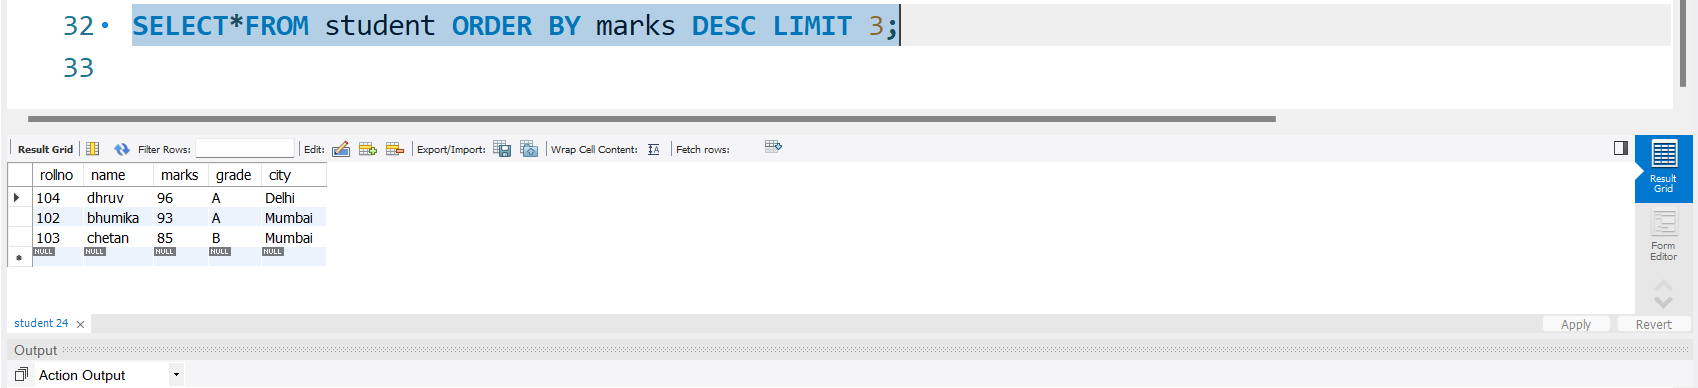 32 SELECT*FROM student ORDER BY marks DESC LIMIT 3;
33
Result Grid Filter Rows: Edit: Export/Import: Wrap Cell Content: Fetch rows:
rollno name marks grade city
104 dhruv 96 A Delhi
102 bhumika 93 A Mumbai
103 chetan 85 B Mumbai
NULL NULL NULL NULL NULL
Result
Grid
Form
Editor
student 24
Apply Revert
Output
Action Output